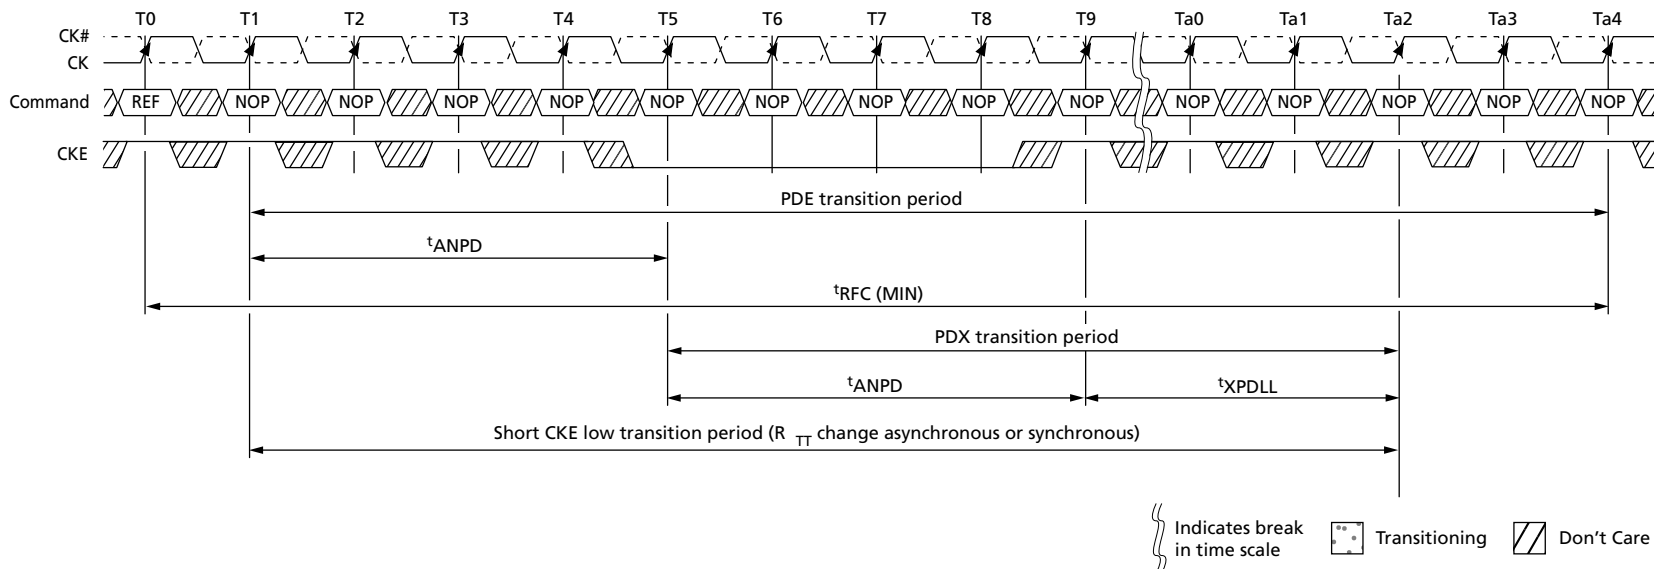 T0 T1 T2 T3 T4 T5 T6 T7 T8 T9 Ta0 Ta1 Ta2 Ta3 Ta4
CK#
CK
Command REF NOP NOP NOP NOP NOP NOP NOP NOP NOP NOP NOP NOP NOP NOP
CKE
PDE transition period
tANPD
tRFC (MIN)
PDX transition period
tANPD tXPDLL
Short CKE low transition period (R TT change asynchronous or synchronous)
Indicates break
in time scale
Transitioning
Don't Care